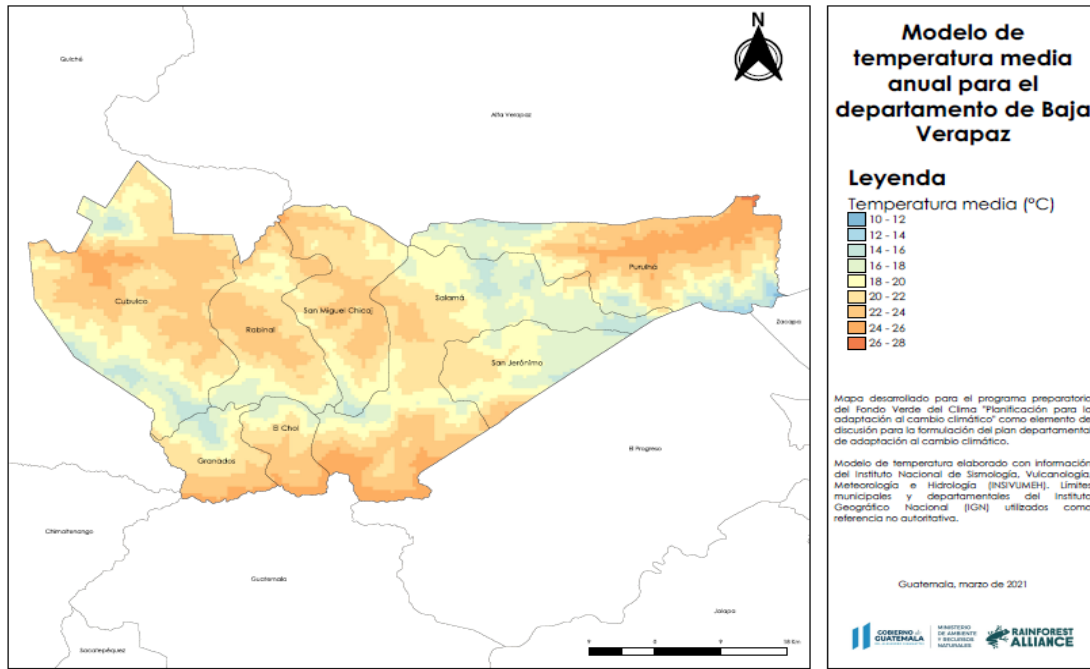 N
Quiché
Alta Verapaz
Cubulco
Rabinal
San Miguel Chicaj
Salamá
Purulhá
San Jerónimo
El Chol
Granados
Zacapa
El Progreso
Chimaltenango
Guatemala
Jalapa
Sacatepéquez
Modelo de
temperatura media
anual para el
departamento de Baja
Verapaz
Leyenda
Temperatura media (°C)
10 - 12
12 - 14
14 - 16
16 - 18
18 - 20
20 - 22
22 - 24
24 - 26
26 - 28
Mapa desarrollado para el programa preparatorio
del Fondo Verde del Clima "Planificación para la
adaptación al cambio climático" como elemento de
discusión para la formulación del plan departamental
de adaptación al cambio climático.
Modelo de temperatura elaborado con información
del Instituto Nacional de Sismología, Vulcanología,
Meteorología e Hidrología (INSIVUMEH). Límites
municipales y departamentales del Instituto
Geográfico Nacional (IGN) utilizados como
referencia no autoritativa.
Guatemala, marzo de 2021
GOBIERNO de
GUATEMALA
MINISTERIO
DE AMBIENTE
Y RECURSOS
NATURALES
RAINFOREST
ALLIANCE